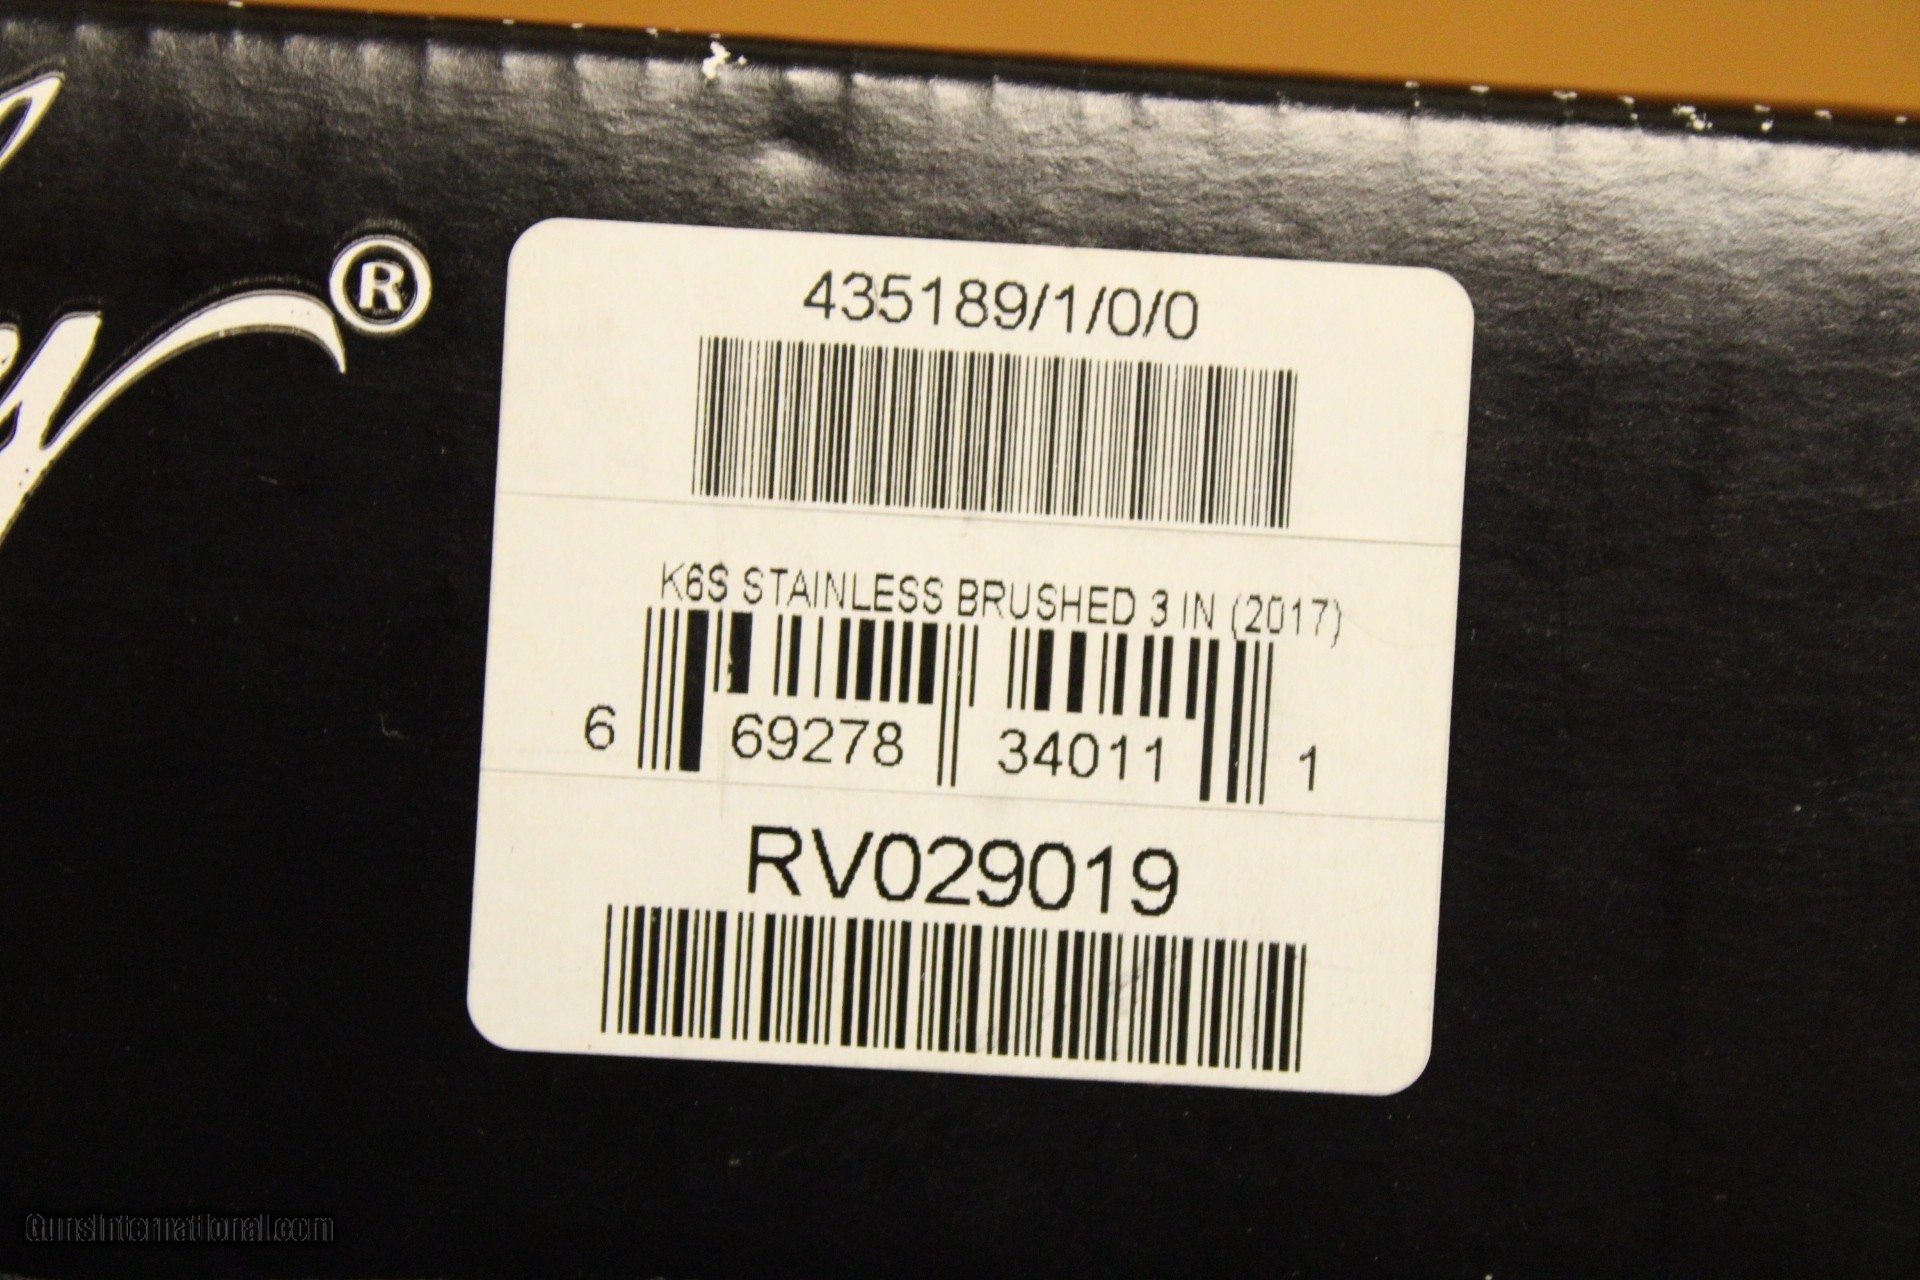 ®
435189/1/0/0
K6S STAINLESS BRUSHED 3 IN (2017)
6 69278 34011 1
RV029019
GunsInternational.com